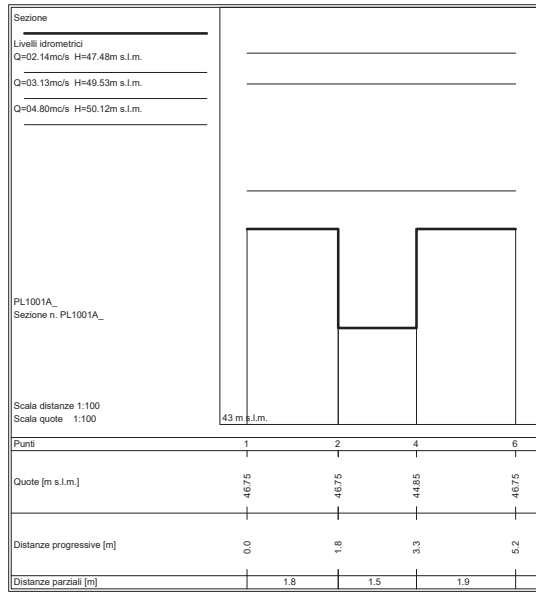 Sezione
Livelli idrometrici
Q=02.14mc/s H=47.48m s.l.m.
Q=03.13mc/s H=49.53m s.l.m.
Q=04.80mc/s H=50.12m s.l.m.
PL1001A_
Sezione n. PL1001A_
Scala distanze 1:100
Scala quote 1:100
43 m s.l.m.
Punti 1 2 4 6
Quote [m s.l.m.] 46.75 46.75 44.85 46.75
Distanze progressive [m] 0.0 1.8 3.3 5.2
Distanze parziali [m] 1.8 1.5 1.9